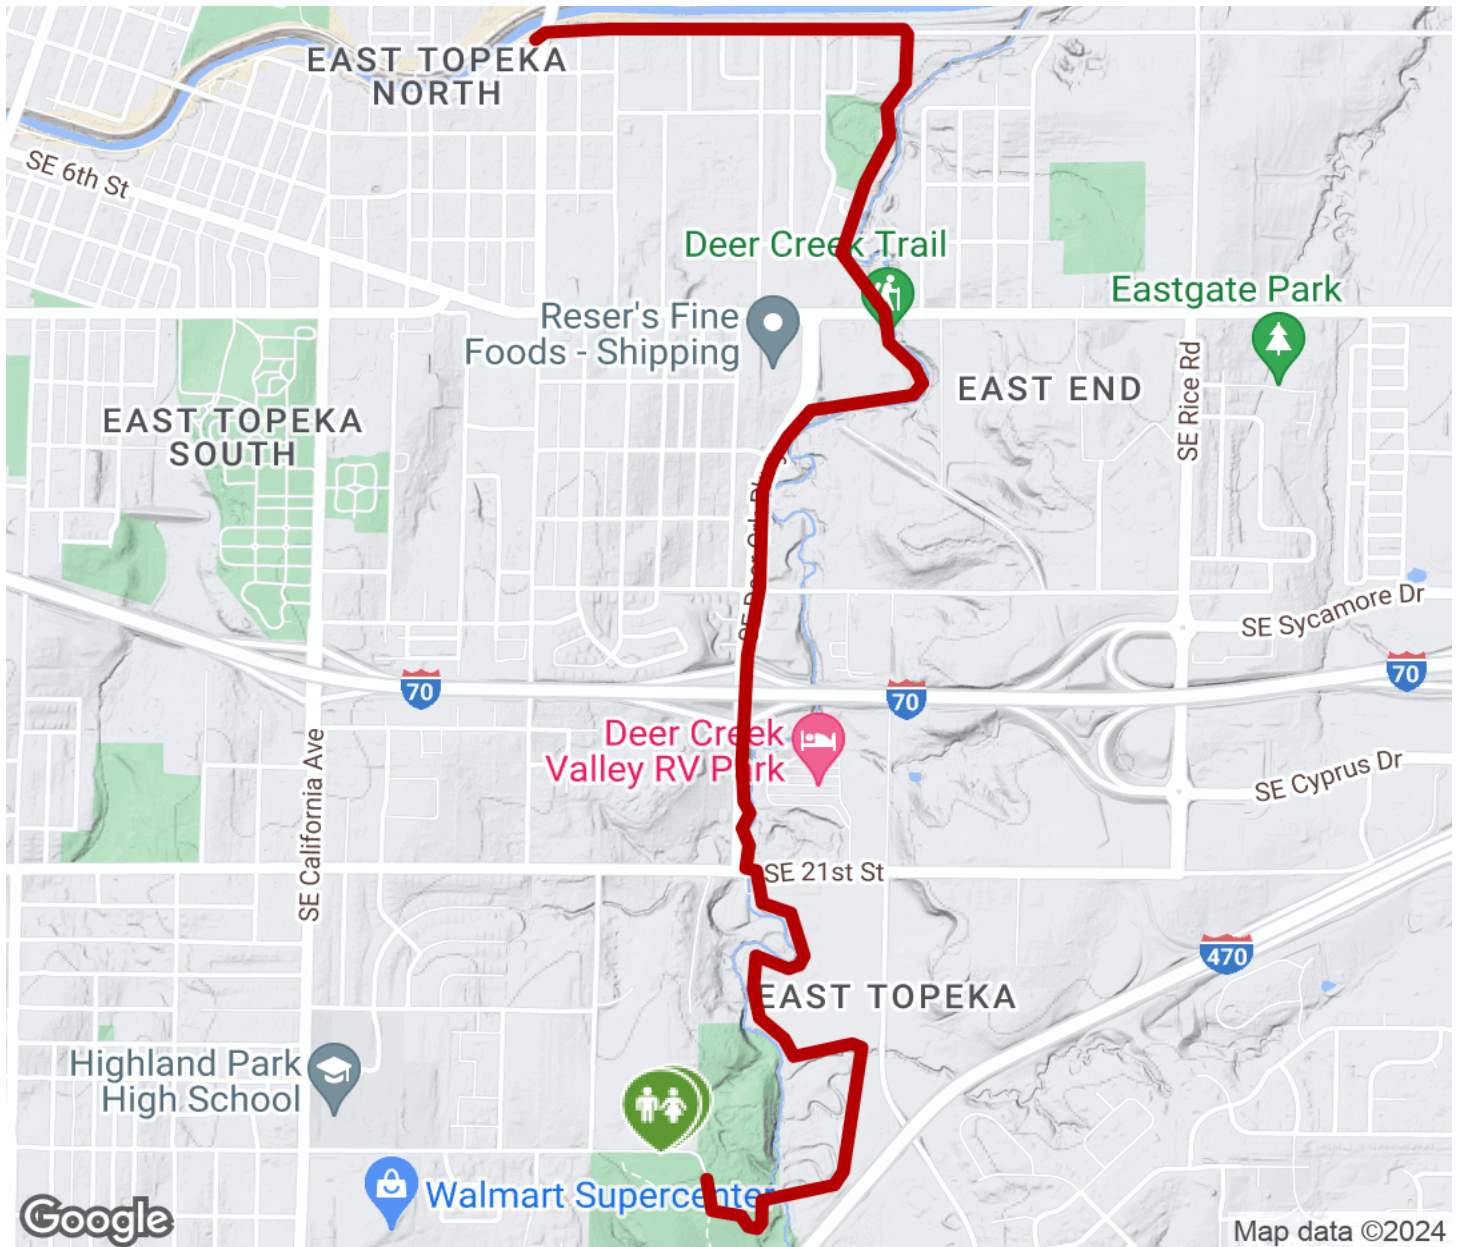 EAST TOPEKA
NORTH
SE 6th St
Deer Creek Trail
Eastgate Park
Reser's Fine
Foods - Shipping
SE Rice Rd
EAST END
EAST TOPEKA
SOUTH
SE Sycamore Dr
70
70
70
Deer Creek
Valley RV Park
SE California Ave
SE Cyprus Dr
SE 21st St
470
EAST TOPEKA
Highland Park
High School
Walmart Supercenter
Google
Map data ©2024